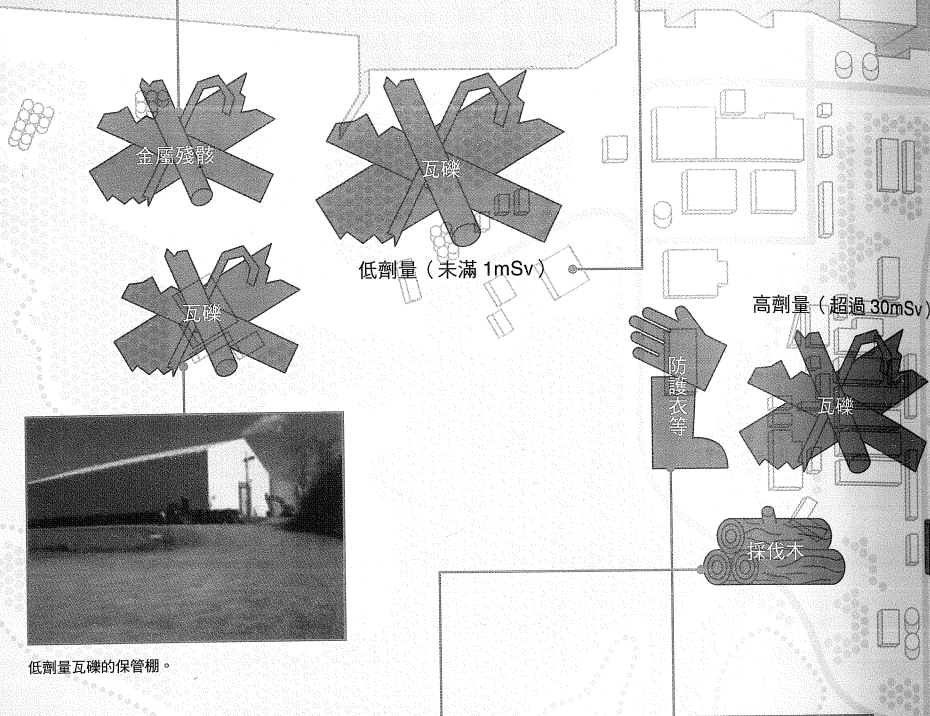 金屬殘骸
瓦礫
低劑量（未滿 1mSv）
瓦礫
高劑量（超過 30mSv）
防護衣等
瓦礫
採伐木
低劑量瓦礫的保管棚。